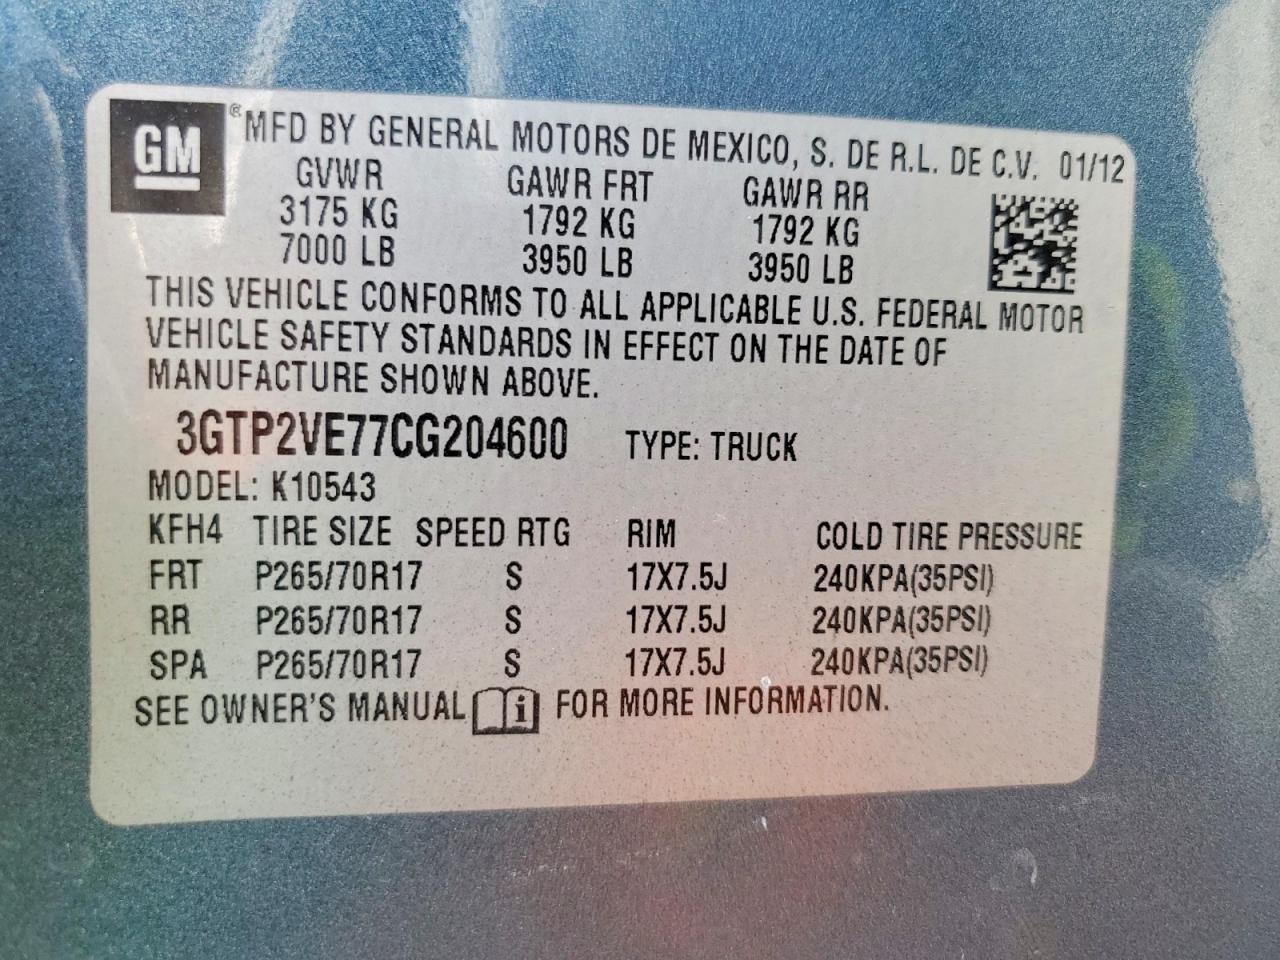 GM ® MFD BY GENERAL MOTORS DE MEXICO, S. DE R.L. DE C.V. 01/12
GVWR GAWR FRT GAWR RR
3175 KG 1792 KG 1792 KG
7000 LB 3950 LB 3950 LB
THIS VEHICLE CONFORMS TO ALL APPLICABLE U.S. FEDERAL MOTOR
VEHICLE SAFETY STANDARDS IN EFFECT ON THE DATE OF
MANUFACTURE SHOWN ABOVE.
3GTP2VE77CG204600 TYPE: TRUCK
MODEL: K10543
KFH4 TIRE SIZE SPEED RTG RIM COLD TIRE PRESSURE
FRT P265/70R17 S 17X7.5J 240KPA(35PSI)
RR P265/70R17 S 17X7.5J 240KPA(35PSI)
SPA P265/70R17 S 17X7.5J 240KPA(35PSI)
SEE OWNER'S MANUAL i FOR MORE INFORMATION.